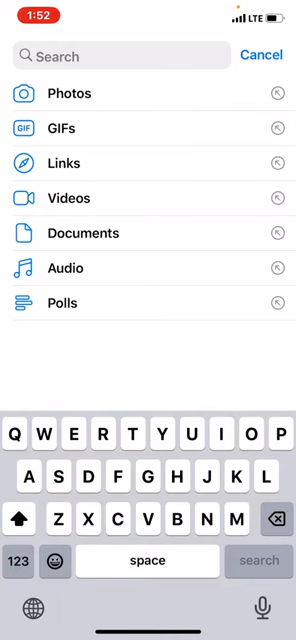 1:52
LTE
Search
Cancel
Photos
GIF
GIFs
Links
Videos
Documents
Audio
Polls
Q W E R T Y U I O P
A S D F G H J K L
Z X C V B N M
123
space
search